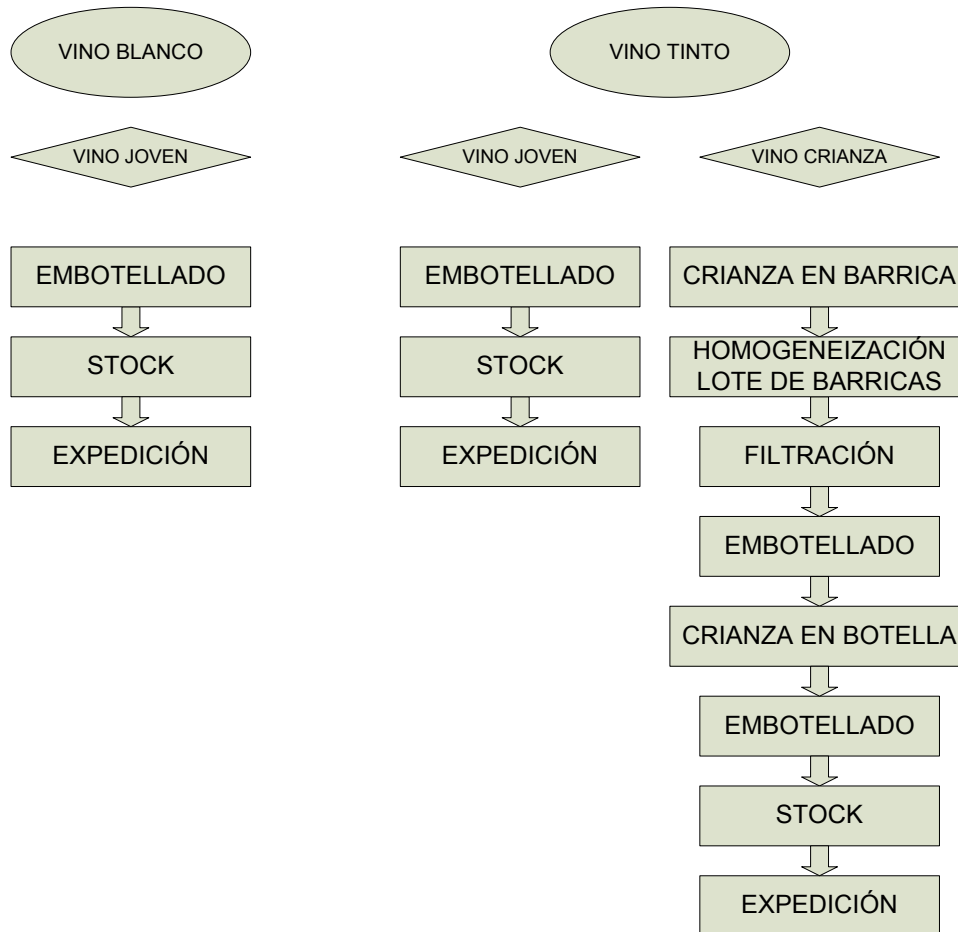 VINO BLANCO
VINO TINTO
VINO JOVEN
VINO JOVEN
VINO CRIANZA
EMBOTELLADO
EMBOTELLADO
CRIANZA EN BARRICA
STOCK
STOCK
HOMOGENEIZACIÓN
LOTE DE BARRICAS
EXPEDICIÓN
EXPEDICIÓN
FILTRACIÓN
EMBOTELLADO
CRIANZA EN BOTELLA
EMBOTELLADO
STOCK
EXPEDICIÓN